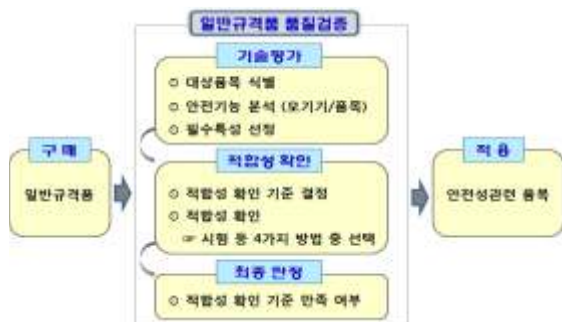 일반규격품 품질검증
기술평가
○ 대상품목 식별
○ 안전기능 분석 (모기기/품목)
○ 필수특성 선정
구 매
일반규격품
적합성 확인
○ 적합성 확인 기준 결정
○ 적합성 확인
☞ 시험 등 4가지 방법 중 선택
최종 판정
○ 적합성 확인 기준 만족 여부
적 용
안전성관련 품목